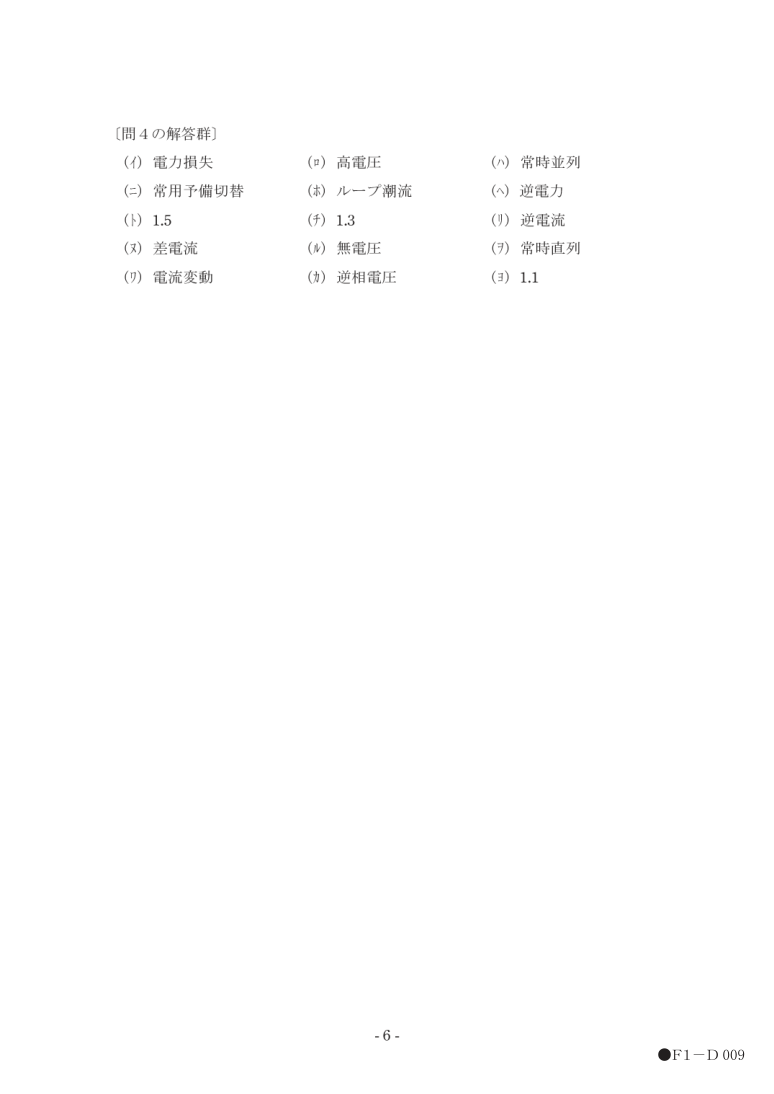 〔問４の解答群〕
(ｲ) 電力損失 (ﾛ) 高電圧 (ﾊ) 常時並列
(ﾆ) 常用予備切替 (ﾎ) ループ潮流 (ﾍ) 逆電力
(ﾄ) 1.5 (ﾁ) 1.3 (ﾘ) 逆電流
(ﾇ) 差電流 (ﾙ) 無電圧 (ｦ) 常時直列
(ﾜ) 電流変動 (ｶ) 逆相電圧 (ﾖ) 1.1
- 6 -
●F1－D 009